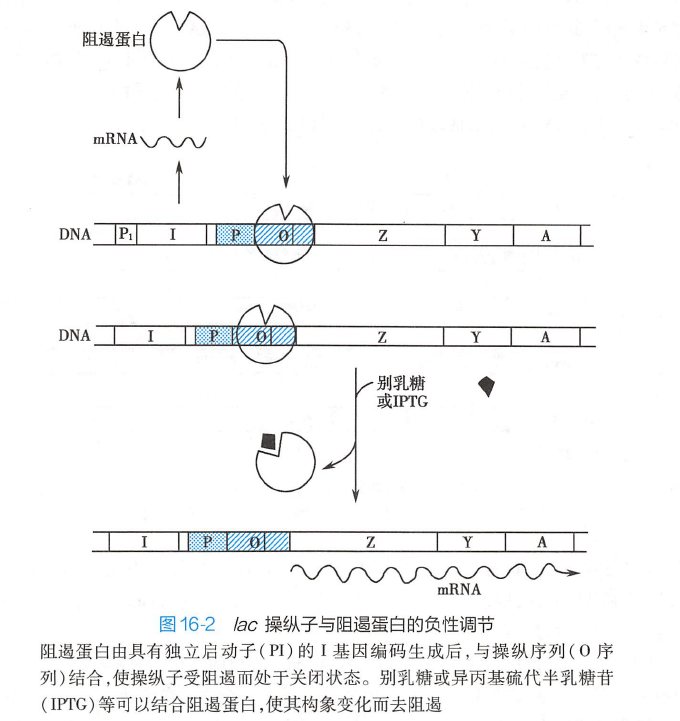 阻遏蛋白
mRNA
DNA P₁ I P O Z Y A
DNA I P O Z Y A
别乳糖
或IPTG
I P O Z Y A
mRNA
图16-2 lac 操纵子与阻遏蛋白的负性调节
阻遏蛋白由具有独立启动子(PI)的 I 基因编码生成后,与操纵序列(O 序
列)结合,使操纵子受阻遏而处于关闭状态。别乳糖或异丙基硫代半乳糖苷
(IPTG)等可以结合阻遏蛋白,使其构象变化而去阻遏